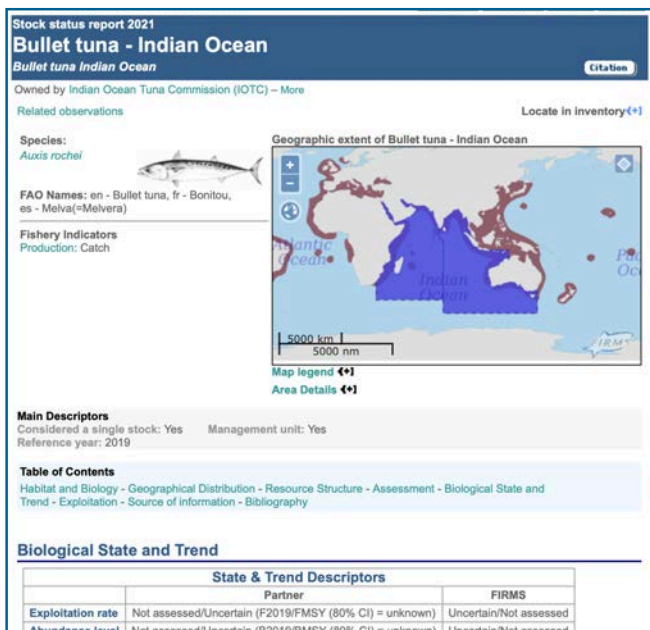 Stock status report 2021
Bullet tuna - Indian Ocean
Bullet tuna Indian Ocean
Citation
Owned by Indian Ocean Tuna Commission (IOTC) – More
Related observations
Locate in inventory
Species:
Auxis rochei
FAO Names: en - Bullet tuna, fr - Bonitou,
es - Melva(=Melvera)
Fishery Indicators
Production: Catch
Geographic extent of Bullet tuna - Indian Ocean
+
−
Atlantic
Ocean
Indian
Ocean
5000 km
5000 nm
FIRMS
Map legend
Area Details
Main Descriptors
Considered a single stock: Yes Management unit: Yes
Reference year: 2019
Table of Contents
Habitat and Biology - Geographical Distribution - Resource Structure - Assessment - Biological State and
Trend - Exploitation - Source of information - Bibliography
Biological State and Trend
State & Trend Descriptors
Partner FIRMS
Exploitation rate Not assessed/Uncertain (F2019/FMSY (80% CI) = unknown) Uncertain/Not assessed